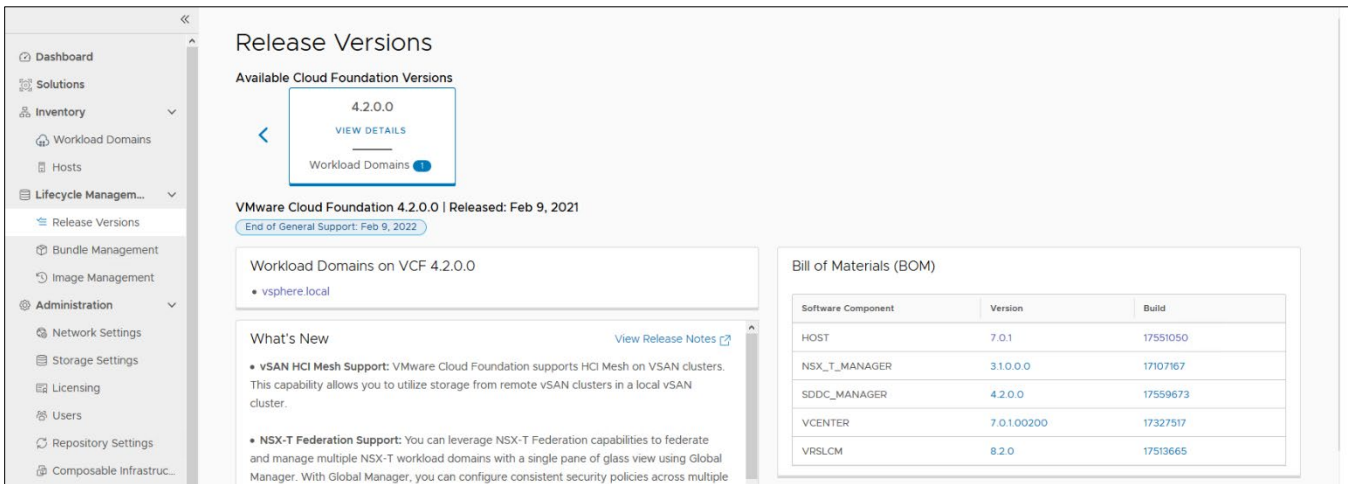 Dashboard
Solutions
Inventory
Workload Domains
Hosts
Lifecycle Managem...
Release Versions
Bundle Management
Image Management
Administration
Network Settings
Storage Settings
Licensing
Users
Repository Settings
Composable Infrastruc...
Release Versions
Available Cloud Foundation Versions
4.2.0.0
VIEW DETAILS
Workload Domains 1
VMware Cloud Foundation 4.2.0.0 | Released: Feb 9, 2021
End of General Support: Feb 9, 2022
Workload Domains on VCF 4.2.0.0
• vsphere.local
What's New View Release Notes
• vSAN HCI Mesh Support: VMware Cloud Foundation supports HCI Mesh on VSAN clusters.
This capability allows you to utilize storage from remote vSAN clusters in a local vSAN
cluster.
• NSX-T Federation Support: You can leverage NSX-T Federation capabilities to federate
and manage multiple NSX-T workload domains with a single pane of glass view using Global
Manager. With Global Manager, you can configure consistent security policies across multiple
Bill of Materials (BOM)
Software Component Version Build
HOST 7.0.1 17551050
NSX_T_MANAGER 3.1.0.0.0 17107167
SDDC_MANAGER 4.2.0.0 17559673
VCENTER 7.0.1.00200 17327517
VRSLCM 8.2.0 17513665